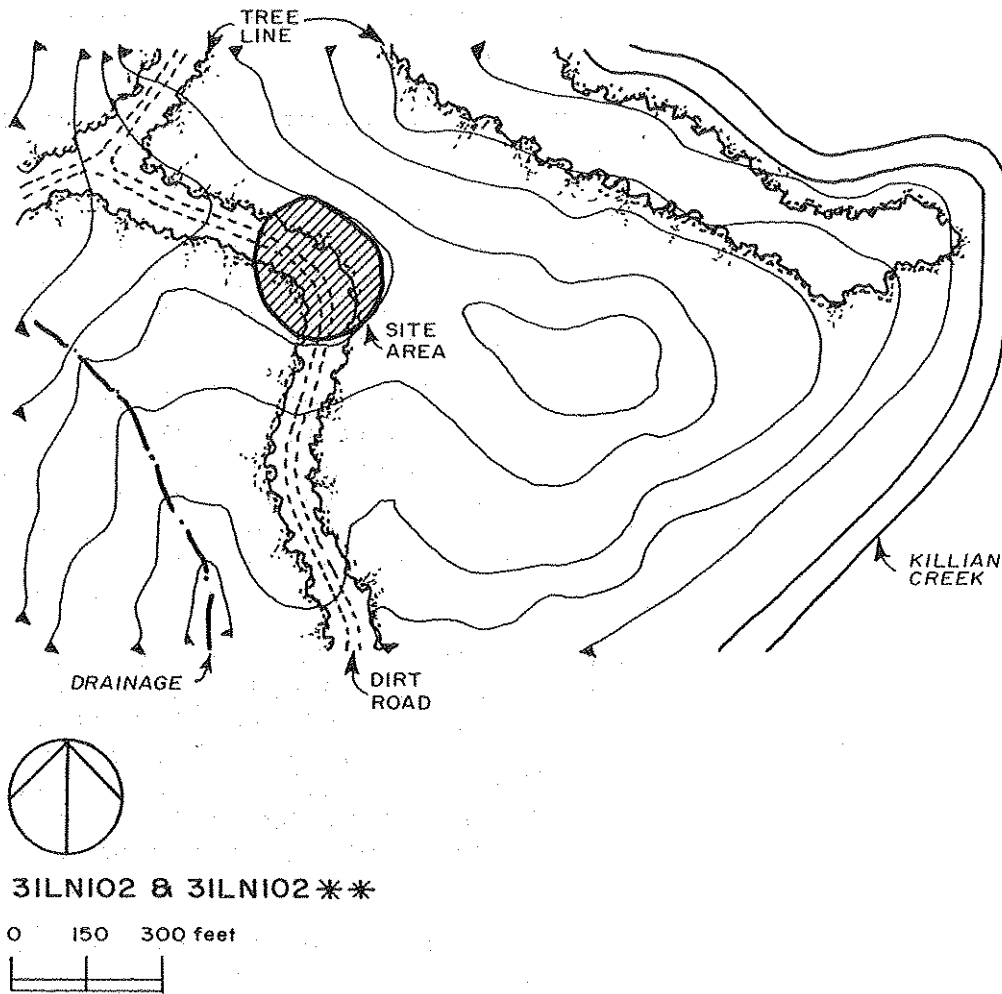 TREE
LINE
SITE
AREA
KILLIAN
CREEK
DRAINAGE
DIRT
ROAD
31LN102 & 31LN102**
0 150 300 feet